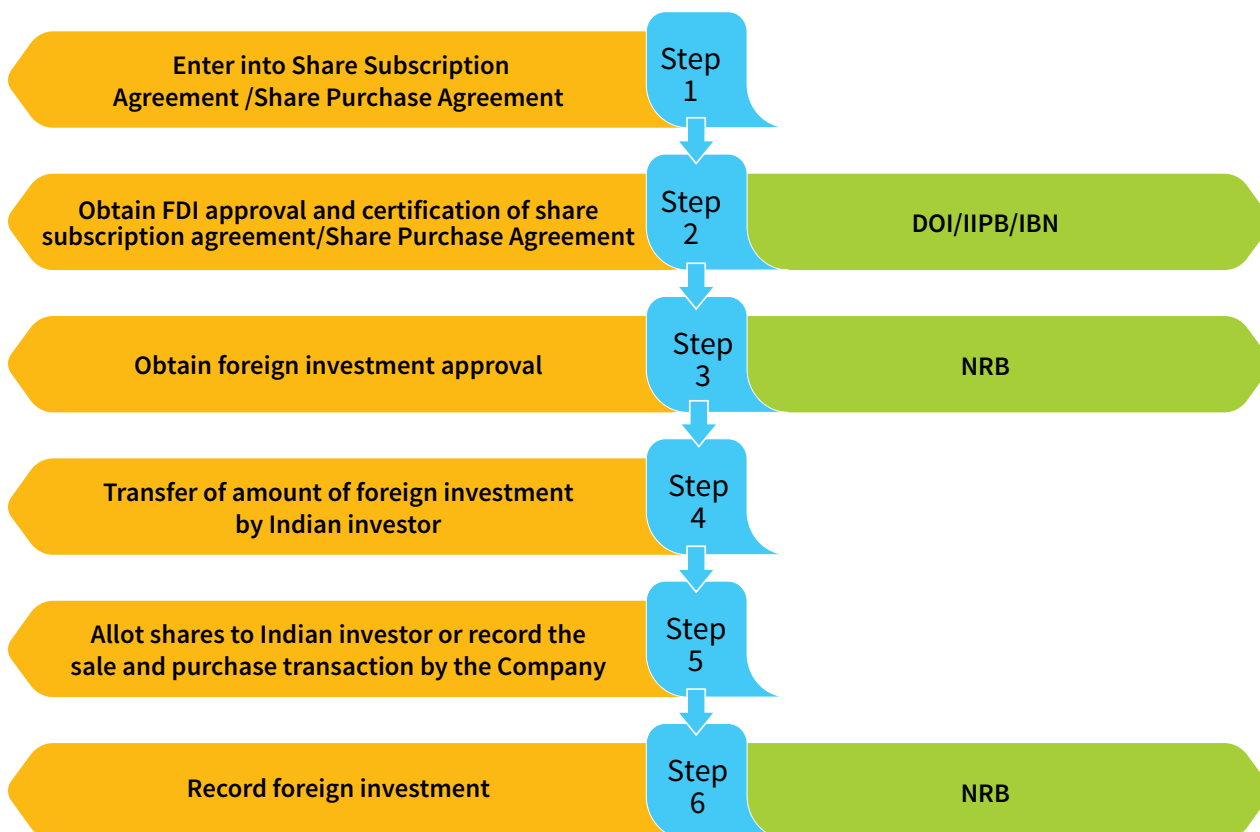 Enter into Share Subscription
Agreement /Share Purchase Agreement
Step
1
Obtain FDI approval and certification of share
subscription agreement/Share Purchase Agreement
Step
2
DOI/IIPB/IBN
Obtain foreign investment approval
Step
3
NRB
Transfer of amount of foreign investment
by Indian investor
Step
4
Allot shares to Indian investor or record the
sale and purchase transaction by the Company
Step
5
Record foreign investment
Step
6
NRB